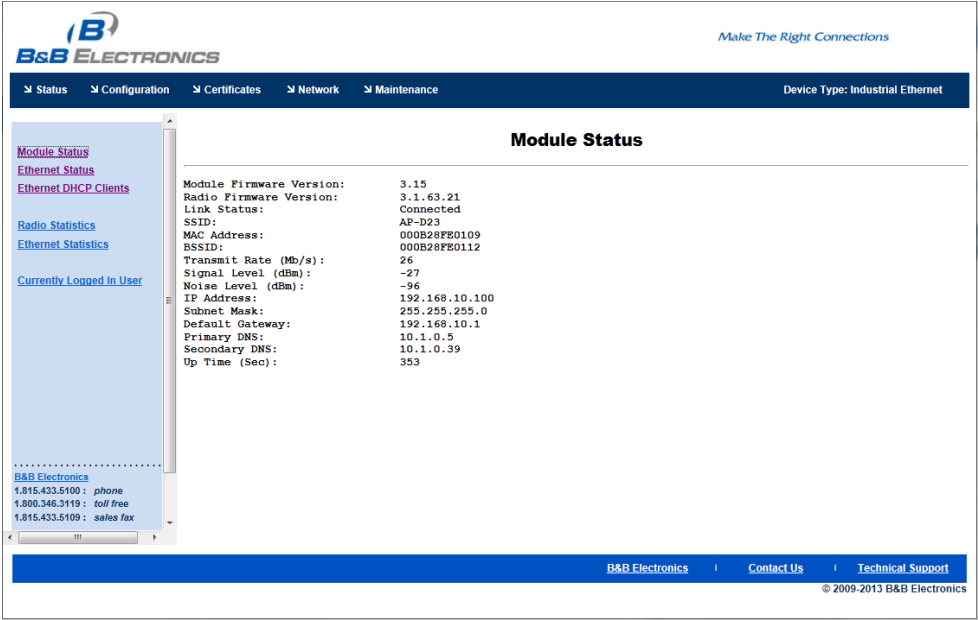 B
B&B ELECTRONICS
Make The Right Connections
Status Configuration Certificates Network Maintenance Device Type: Industrial Ethernet
Module Status
Ethernet Status
Ethernet DHCP Clients
Radio Statistics
Ethernet Statistics
Currently Logged In User
B&B Electronics
1.815.433.5100 : phone
1.800.346.3119 : toll free
1.815.433.5109 : sales fax
Module Status
Module Firmware Version: 3.15
Radio Firmware Version: 3.1.63.21
Link Status: Connected
SSID: AP-D23
MAC Address: 000B28FE0109
BSSID: 000B28FE0112
Transmit Rate (Mb/s): 26
Signal Level (dBm): -27
Noise Level (dBm): -96
IP Address: 192.168.10.100
Subnet Mask: 255.255.255.0
Default Gateway: 192.168.10.1
Primary DNS: 10.1.0.5
Secondary DNS: 10.1.0.39
Up Time (Sec): 353
B&B Electronics | Contact Us | Technical Support
© 2009-2013 B&B Electronics